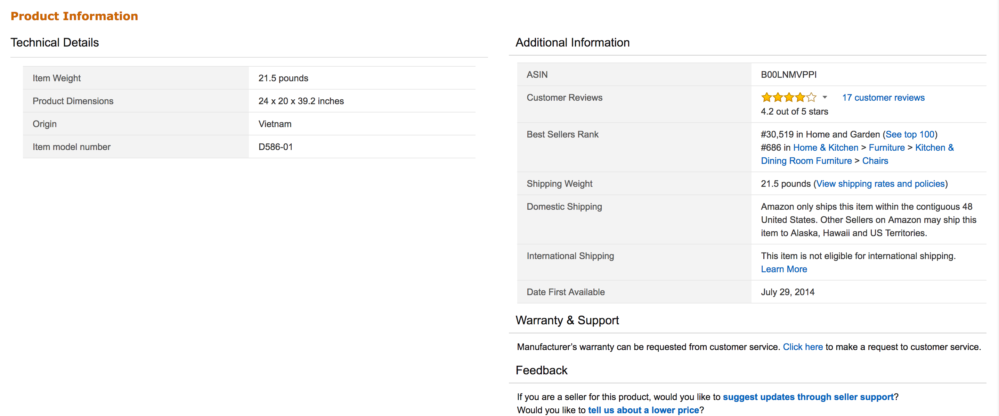 Product Information
Technical Details
Item Weight 21.5 pounds
Product Dimensions 24 x 20 x 39.2 inches
Origin Vietnam
Item model number D586-01
Additional Information
ASIN B00LNMVPPI
Customer Reviews 17 customer reviews
4.2 out of 5 stars
Best Sellers Rank #30,519 in Home and Garden (See top 100)
#686 in Home & Kitchen > Furniture > Kitchen &
Dining Room Furniture > Chairs
Shipping Weight 21.5 pounds (View shipping rates and policies)
Domestic Shipping Amazon only ships this item within the contiguous 48
United States. Other Sellers on Amazon may ship this
item to Alaska, Hawaii and US Territories.
International Shipping This item is not eligible for international shipping.
Learn More
Date First Available July 29, 2014
Warranty & Support
Manufacturer’s warranty can be requested from customer service. Click here to make a request to customer service.
Feedback
If you are a seller for this product, would you like to suggest updates through seller support?
Would you like to tell us about a lower price?